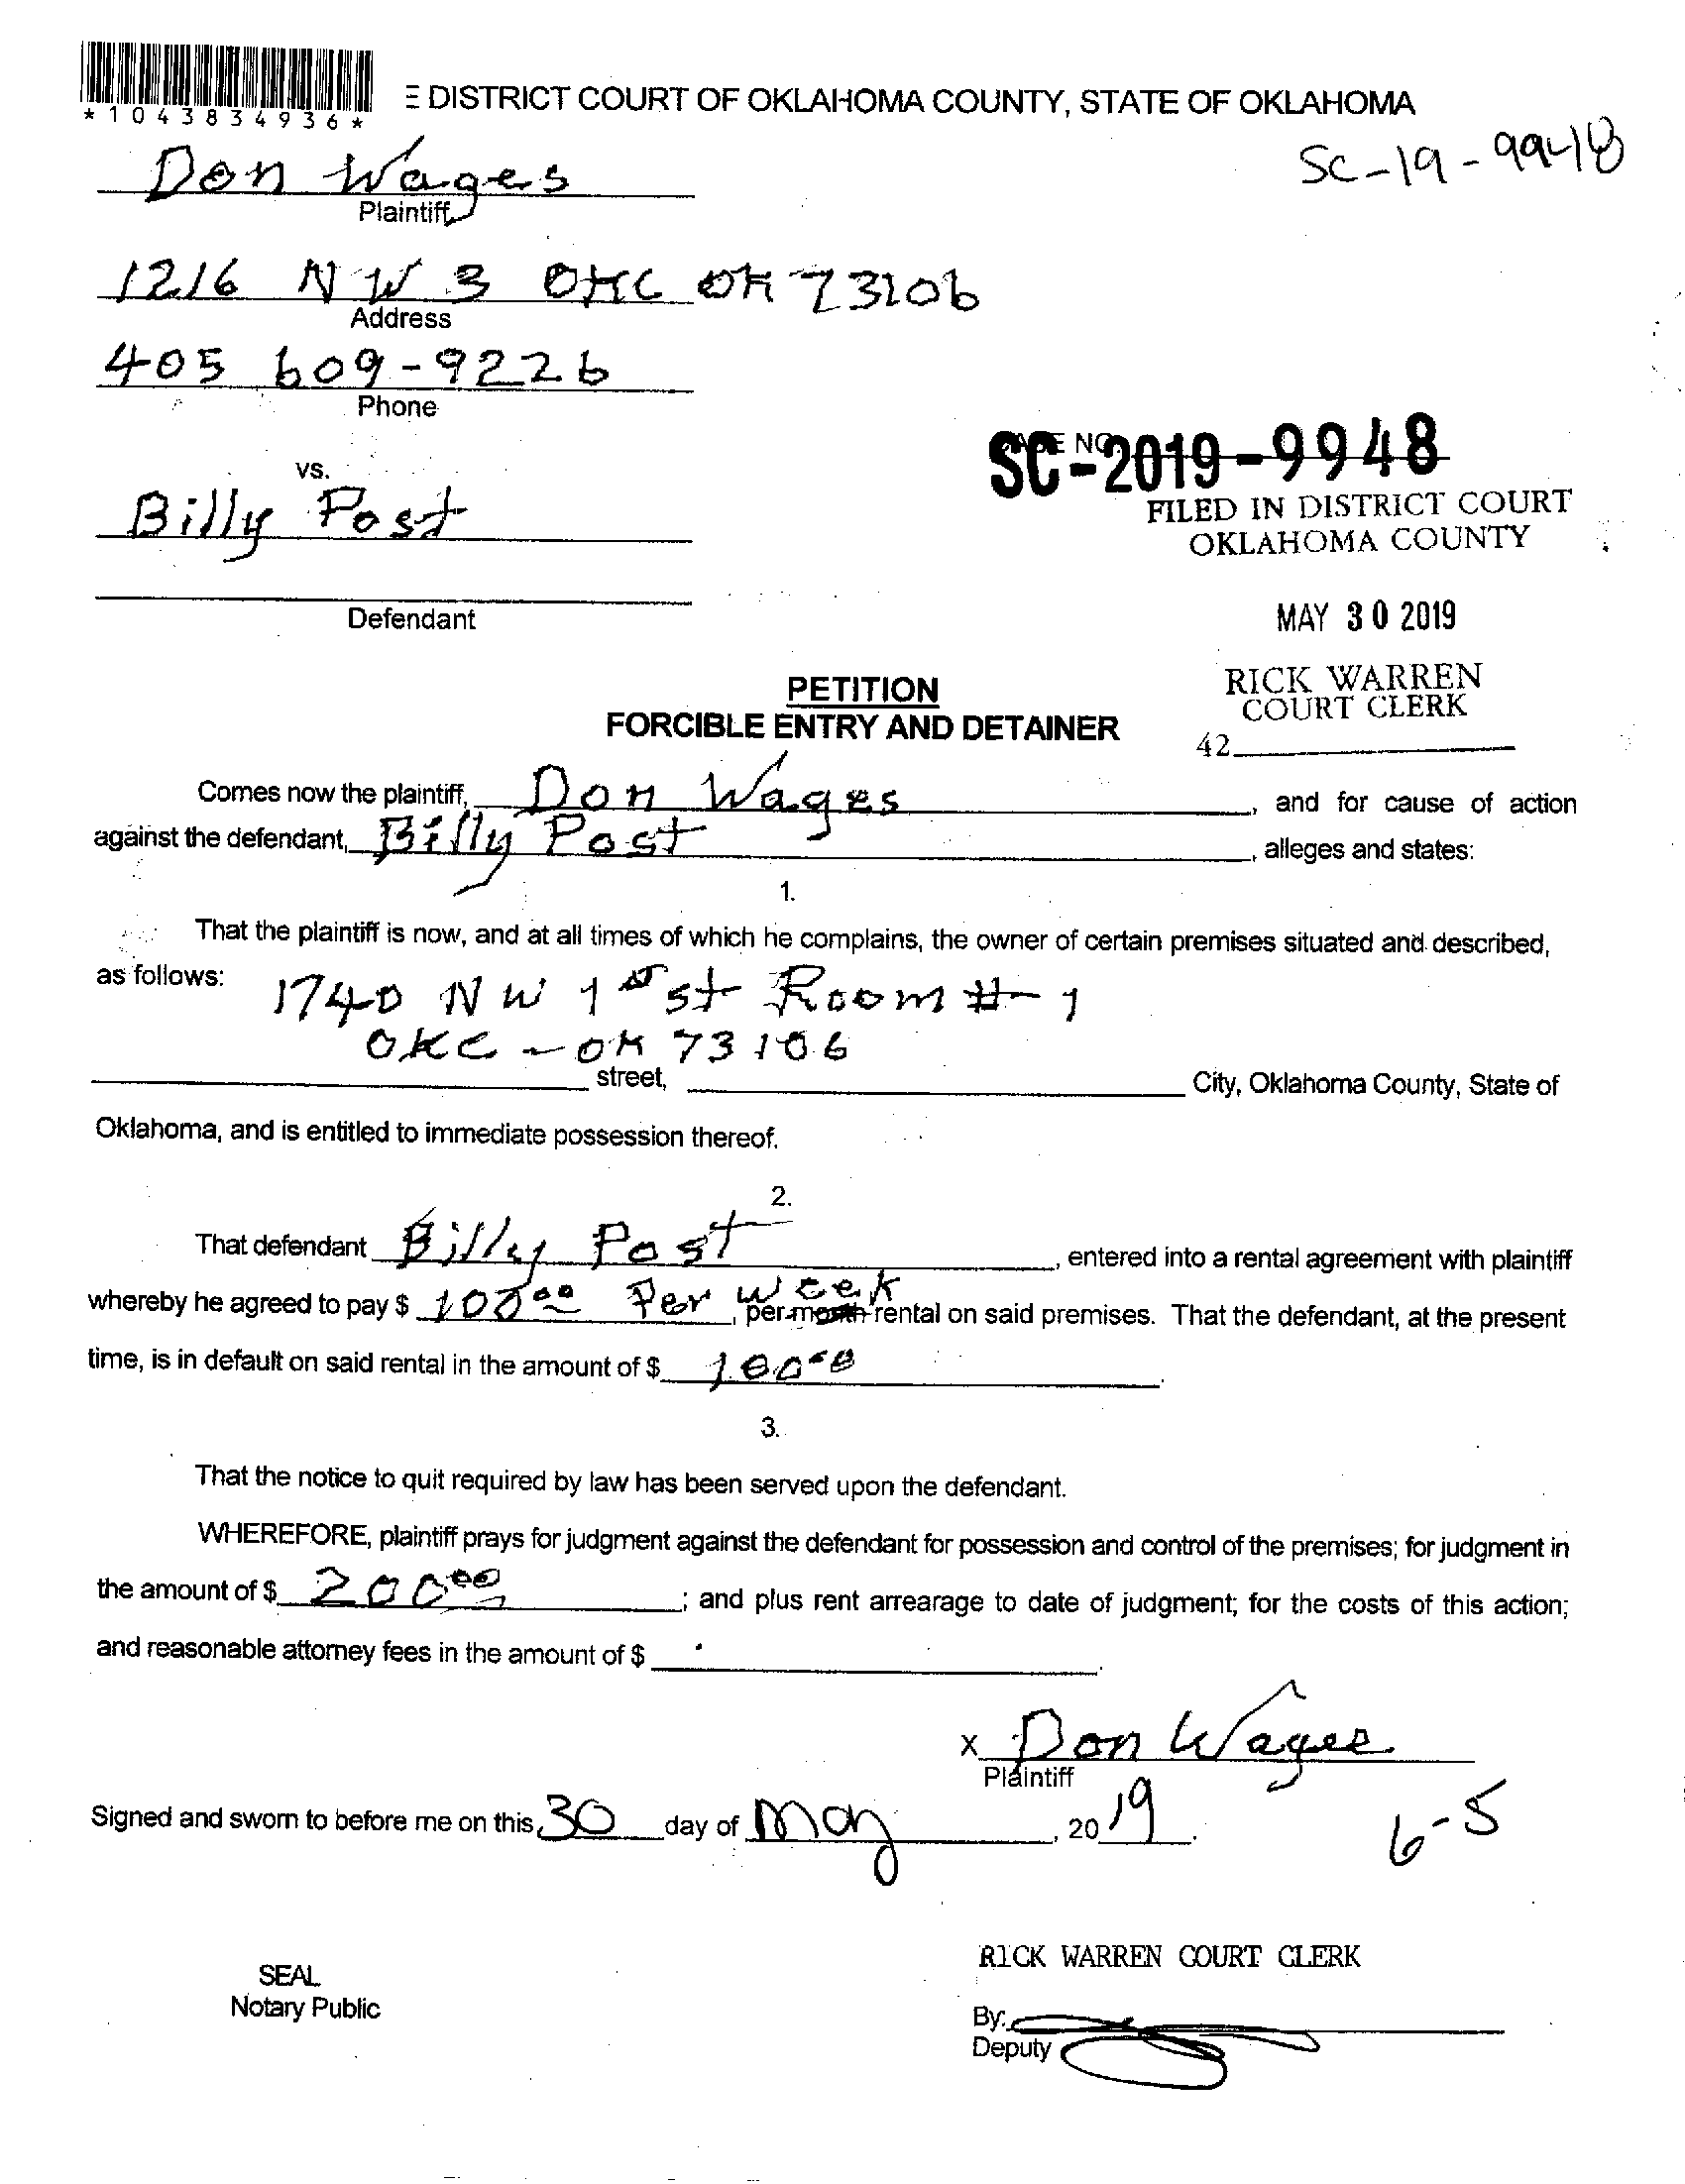 *1043834936*
E DISTRICT COURT OF OKLAHOMA COUNTY, STATE OF OKLAHOMA
SC-19-9948
Don Wages
Plaintiff
1216 NW 3 OKC OK 73106
Address
405 609-9226
Phone
vs.
SC-2019-9948
FILED IN DISTRICT COURT
OKLAHOMA COUNTY
Billy Post
Defendant
MAY 30 2019
RICK WARREN
COURT CLERK
42
PETITION
FORCIBLE ENTRY AND DETAINER
Comes now the plaintiff, Don Wages, and for cause of action
against the defendant, Billy Post, alleges and states:
1.
That the plaintiff is now, and at all times of which he complains, the owner of certain premises situated and described,
as follows: 1740 NW 1st st Room # 1
OKC - OK 73106
street, City, Oklahoma County, State of
Oklahoma, and is entitled to immediate possession thereof.
2.
That defendant Billy Post, entered into a rental agreement with plaintiff
whereby he agreed to pay $ 100.00 Per week, per month rental on said premises. That the defendant, at the present
time, is in default on said rental in the amount of $ 100.00.
3.
That the notice to quit required by law has been served upon the defendant.
WHEREFORE, plaintiff prays for judgment against the defendant for possession and control of the premises; for judgment in
the amount of $ 200.00; and plus rent arrearage to date of judgment; for the costs of this action;
and reasonable attorney fees in the amount of $ .
x Don Wages
Plaintiff
Signed and sworn to before me on this 30 day of May, 2019.
6-5
RICK WARREN COURT CLERK
SEAL
Notary Public
By:
Deputy